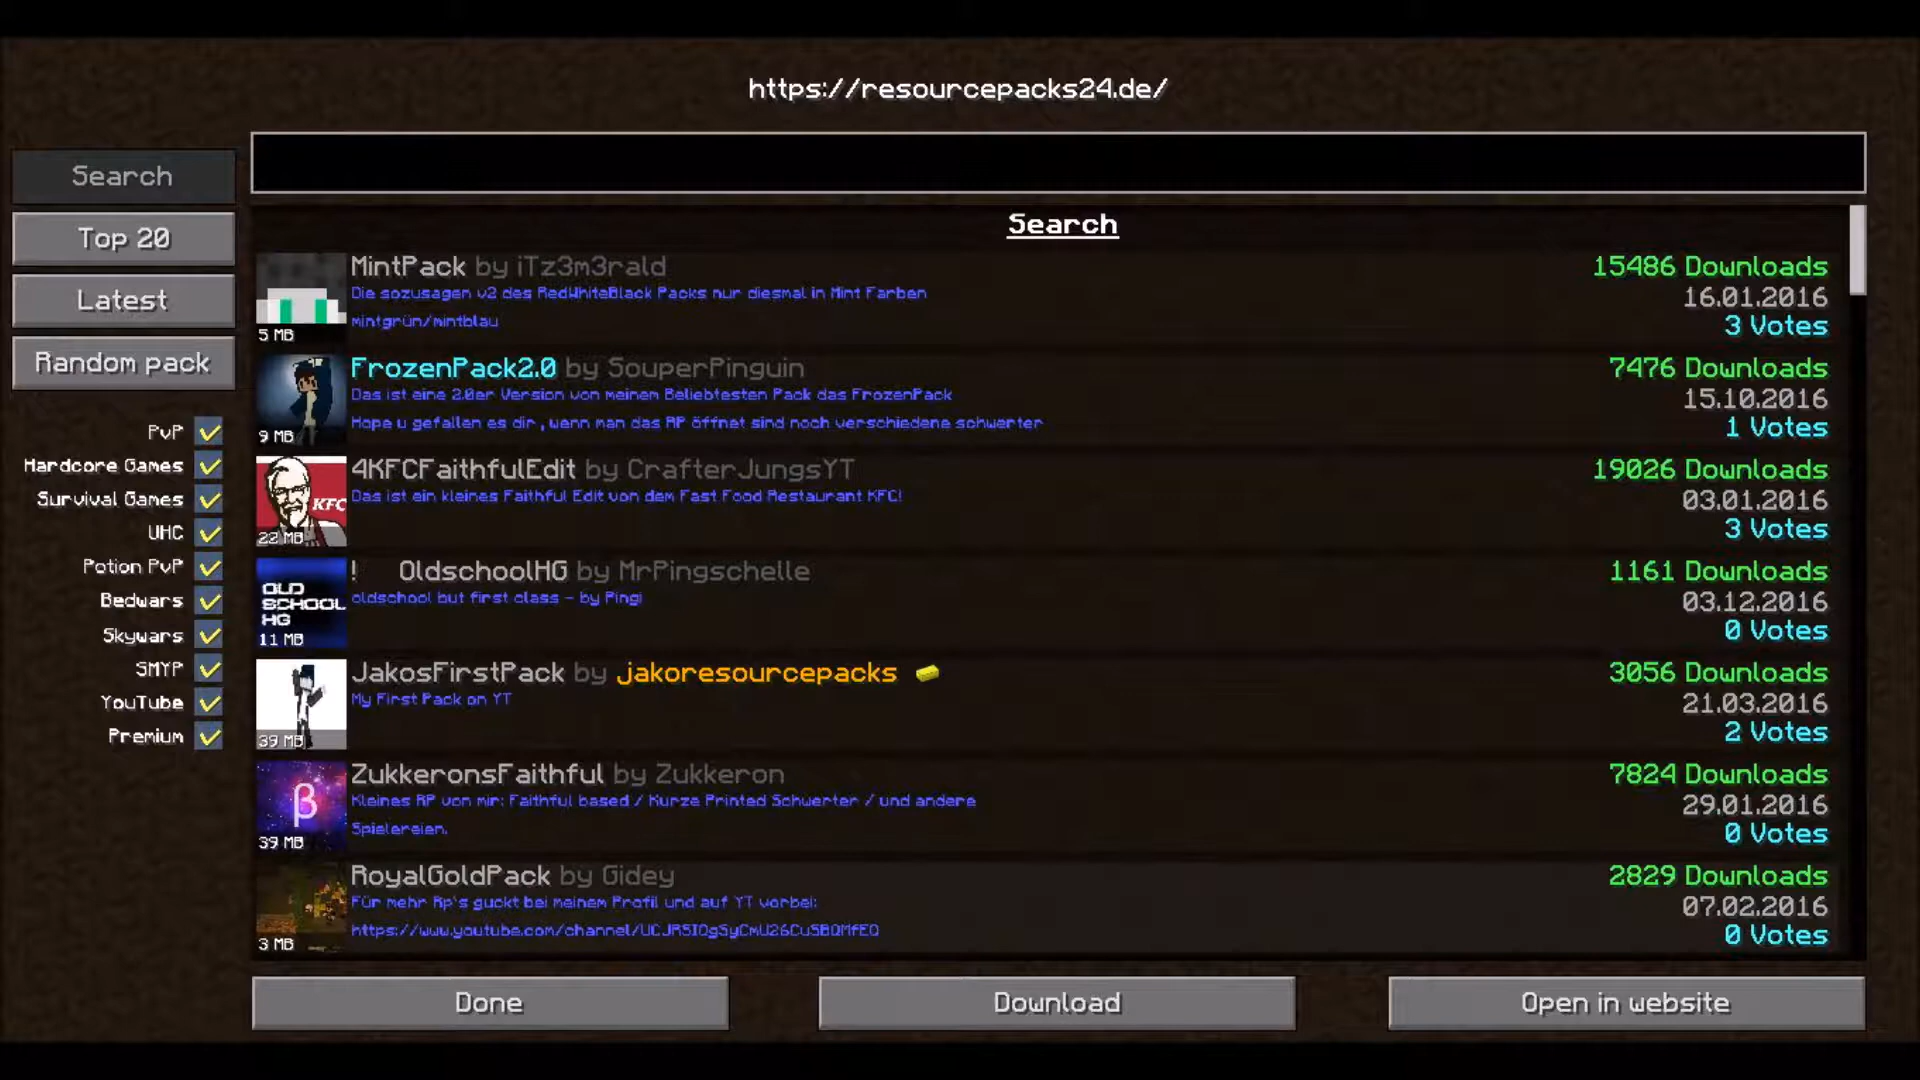 https://resourcepacks24.de/
Search
Top 20
Latest
Random pack
PvP
Hardcore Games
Survival Games
UHC
Potion PvP
Bedwars
Skywars
SMYP
YouTube
Premium
Search
MintPack by iTz3m3rald
15486 Downloads
Die sozusagen v2 des RedWhiteBlack Packs nur diesmal in Mint Farben
16.01.2016
mintgrün/mintblau
3 Votes
5 MB
FrozenPack2.0 by SouperPinguin
7476 Downloads
Das ist eine 2.0er Version von meinem Beliebtesten Pack das FrozenPack
15.10.2016
Hope u gefallen es dir , wenn man das RP öffnet sind noch verschiedene schwerter
1 Votes
9 MB
4KFCFaithfulEdit by CrafterJungsYT
19026 Downloads
Das ist ein kleines Faithful Edit von dem Fast Food Restaurant KFC!
03.01.2016
KFC
3 Votes
22 MB
! OldschoolHG by MrPingschelle
1161 Downloads
oldschool but first class - by Pingi
03.12.2016
OLD
SCHOOL
HG
0 Votes
11 MB
JakosFirstPack by jakoresourcepacks
3056 Downloads
My First Pack on YT
21.03.2016
2 Votes
39 MB
ZukkeronsFaithful by Zukkeron
7824 Downloads
Kleines RP von mir: Faithful based / Kurze Printed Schwerter / und andere
29.01.2016
β
Spielereien.
0 Votes
39 MB
RoyalGoldPack by Gidey
2829 Downloads
Für mehr Rp's guckt bei meinem Profil und auf YT vorbei:
07.02.2016
0 Votes
3 MB
Done
Download
Open in website